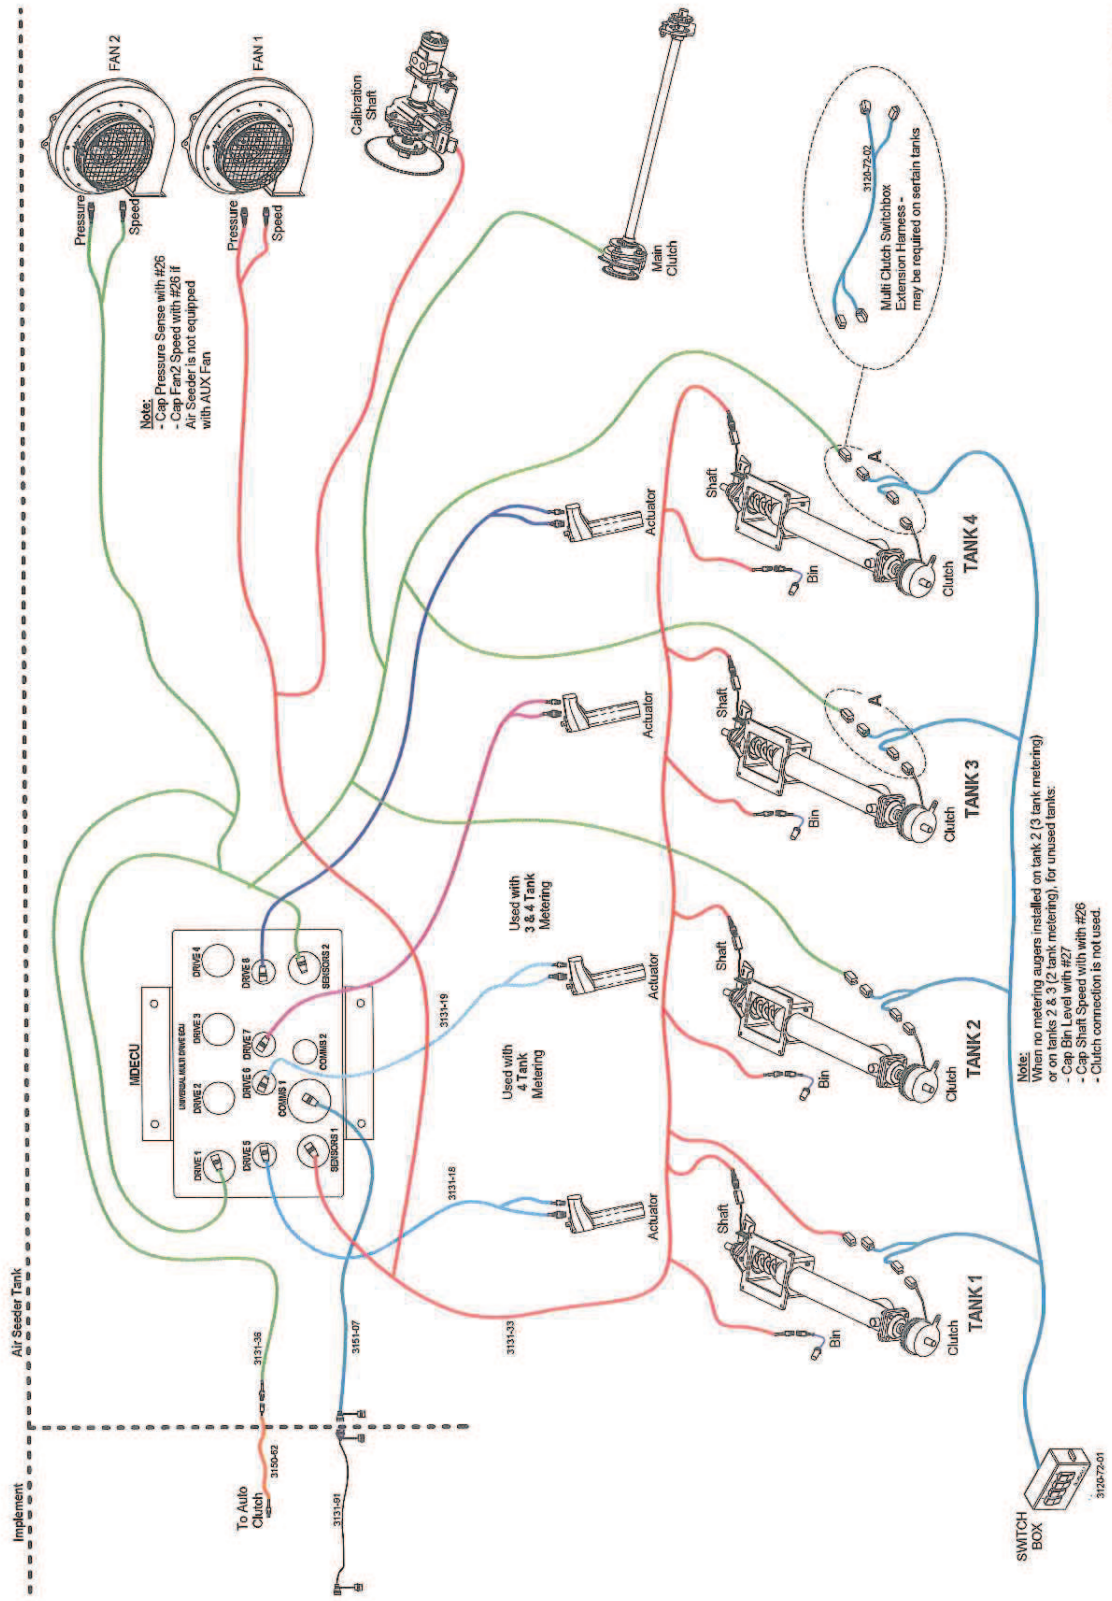 Implement
Air Seeder Tank
To Auto
Clutch
3150-62
3131-36
3131-91
3151-07
MDECU
UNIVERSAL MULTI DRIVE ECU
DRIVE 1
DRIVE 2
DRIVE 3
DRIVE 4
DRIVE 5
DRIVE 6
DRIVE 7
DRIVE 8
SENSORS 1
COMMS 1
COMMS 2
SENSORS 2
FAN 2
Pressure
Speed
FAN 1
Pressure
Speed
Note:
- Cap Pressure Sense with #26
- Cap Fan2 Speed with #26 if
Air Seeder is not equipped
with AUX Fan
Calibration
Shaft
Main
Clutch
3131-33
3131-18
3131-19
Used with
4 Tank
Metering
Used with
3 & 4 Tank
Metering
Actuator
Actuator
Actuator
Actuator
Shaft
Bin
Clutch
TANK 1
Shaft
Bin
Clutch
TANK 2
Shaft
Bin
Clutch
TANK 3
A
Shaft
Bin
Clutch
TANK 4
A
3120-72-02
Multi Clutch Switchbox
Extension Harness -
may be required on sertain tanks
Note:
When no metering augers installed on tank 2 (3 tank metering)
or on tanks 2 & 3 (2 tank metering), for unused tanks:
- Cap Bin Level with #27
- Cap Shaft Speed with #26
- Clutch connection is not used.
SWITCH
BOX
3120-72-01